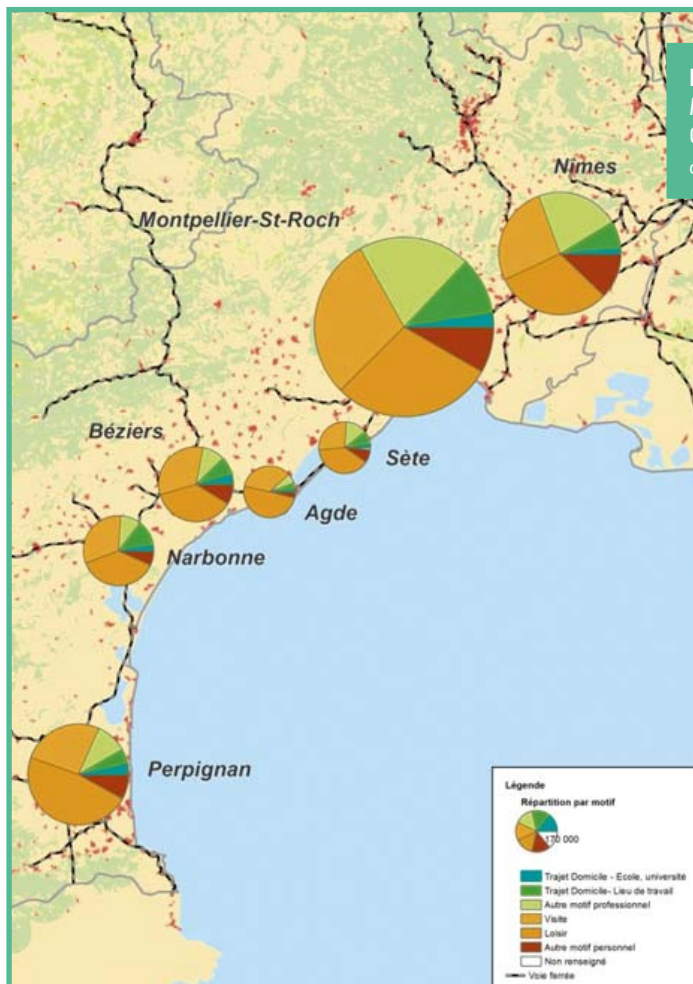 Nîmes
Montpellier-St-Roch
Béziers
Sète
Agde
Narbonne
Perpignan
Légende
Répartition par motif
170 000
Trajet Domicile - Ecole, université
Trajet Domicile- Lieu de travail
Autre motif professionnel
Visite
Loisir
Autre motif personnel
Non renseigné
Voie ferrée